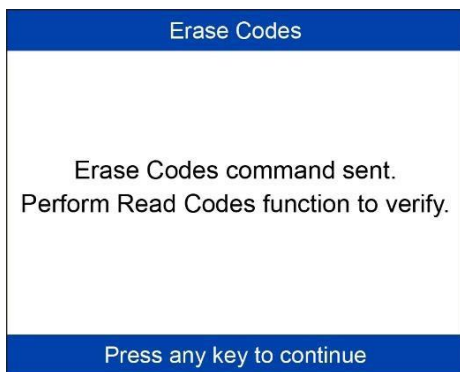 Erase Codes
Erase Codes command sent.
Perform Read Codes function to verify.
Press any key to continue